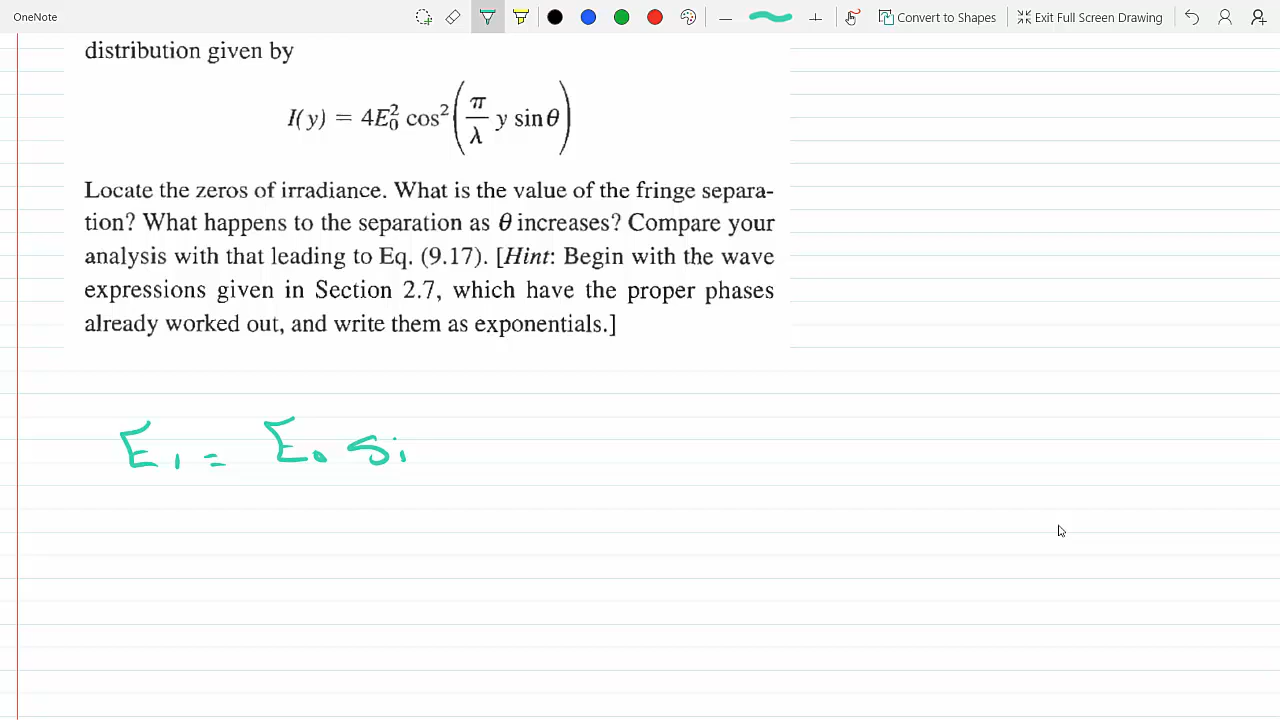 OneNote
Convert to Shapes
Exit Full Screen Drawing
distribution given by
I(y) = 4E₀² cos²(π/λ y sin θ)
Locate the zeros of irradiance. What is the value of the fringe separa-
tion? What happens to the separation as θ increases? Compare your
analysis with that leading to Eq. (9.17). [Hint: Begin with the wave
expressions given in Section 2.7, which have the proper phases
already worked out, and write them as exponentials.]
E₁ = E₀ si